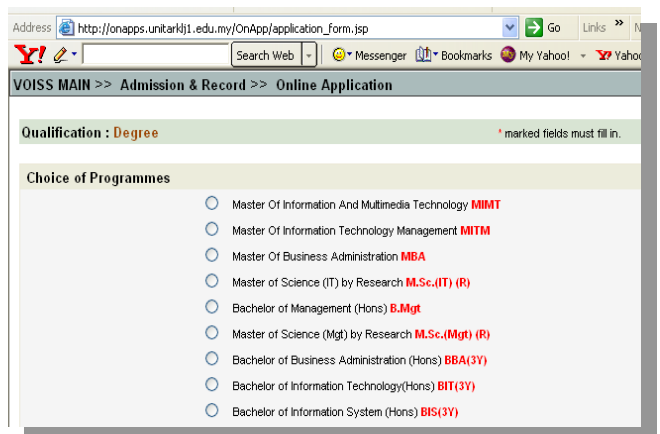 Address http://onapps.unitarklj1.edu.my/OnApp/application_form.jsp Go Links »
Y! Search Web Messenger Bookmarks My Yahoo! Yahoo
VOISS MAIN >> Admission & Record >> Online Application
Qualification : Degree * marked fields must fill in.
Choice of Programmes
Master Of Information And Multimedia Technology MIMT
Master Of Information Technology Management MITM
Master Of Business Administration MBA
Master of Science (IT) by Research M.Sc.(IT) (R)
Bachelor of Management (Hons) B.Mgt
Master of Science (Mgt) by Research M.Sc.(Mgt) (R)
Bachelor of Business Administration (Hons) BBA(3Y)
Bachelor of Information Technology(Hons) BIT(3Y)
Bachelor of Information System (Hons) BIS(3Y)